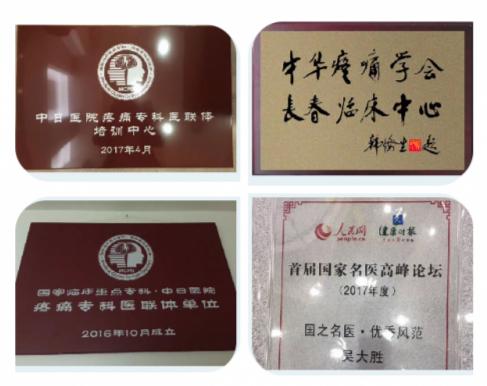 中日医院疼痛专科医联体
培训中心
2017年4月
中华疼痛学会
长春临床中心
韩济生 题
国家临床重点专科·中日医院
疼痛专科医联体单位
2016年10月成立
人民网
people.cn
健康时报
首届国家名医高峰论坛
(2017年度)
国之名医·优秀风范
吴大胜